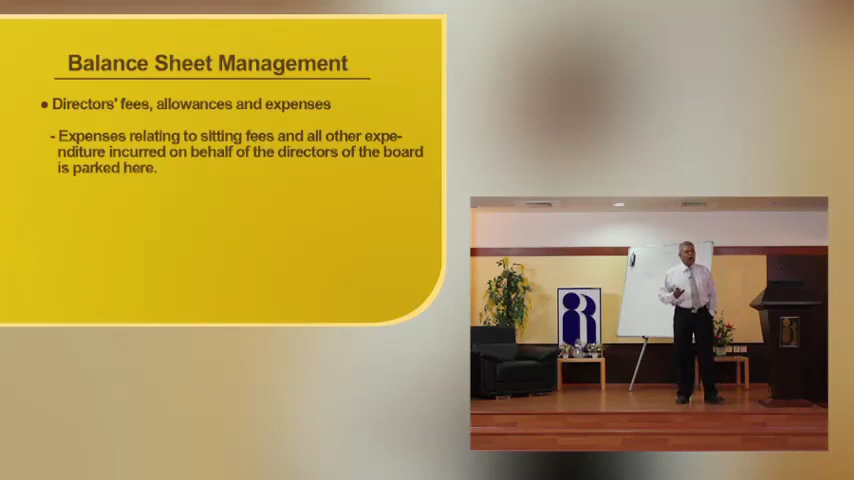 Balance Sheet Management
● Directors' fees, allowances and expenses
- Expenses relating to sitting fees and all other expe-
nditure incurred on behalf of the directors of the board
is parked here.